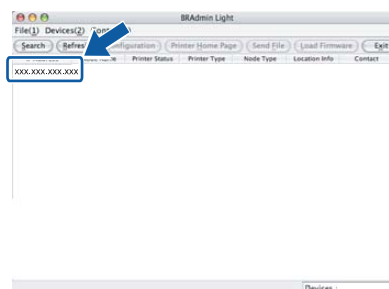 BRAdmin Light
File(1) Devices(2)
Search Refres Configuration Printer Home Page Send File Load Firmware Exit
Printer Status Printer Type Node Type Location Info Contact
xxx.xxx.xxx.xxx
Devices :